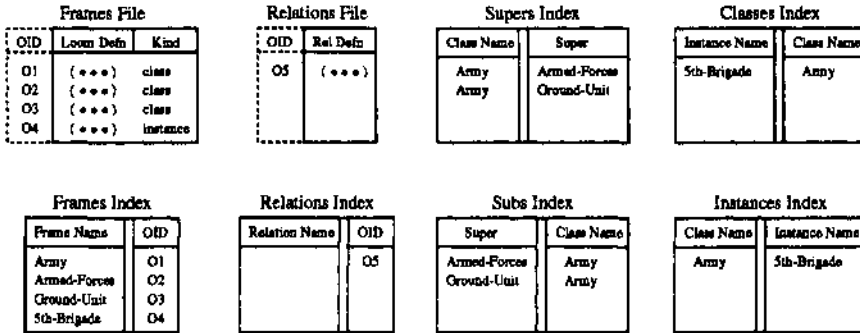 Frames File
OID Loom Defn Kind
O1 (•••) class
O2 (•••) class
O3 (•••) class
O4 (•••) instance
Relations File
OID Rel Defn
O5 (•••)
Supers Index
Class Name Super
Army Armed-Forces
Army Ground-Unit
Classes Index
Instance Name Class Name
5th-Brigade Army
Frames Index
Frame Name OID
Army O1
Armed-Forces O2
Ground-Unit O3
5th-Brigade O4
Relations Index
Relation Name OID
O5
Subs Index
Super Class Name
Armed-Forces Army
Ground-Unit Army
Instances Index
Class Name Instance Name
Army 5th-Brigade